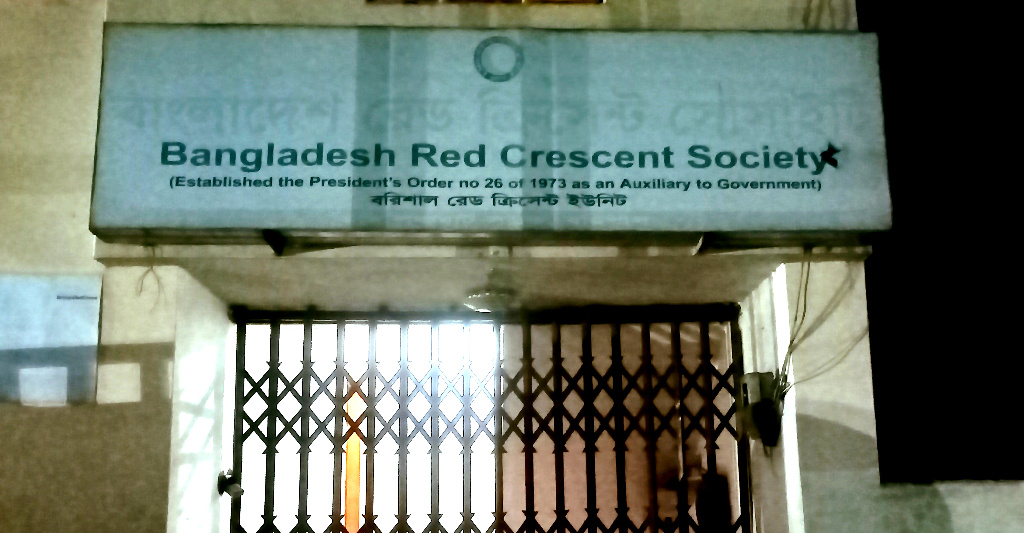 বাংলাদেশ রেড ক্রিসেন্ট সোসাইটি
Bangladesh Red Crescent Society
(Established the President's Order no 26 of 1973 as an Auxiliary to Government)
বরিশাল রেড ক্রিসেন্ট ইউনিট